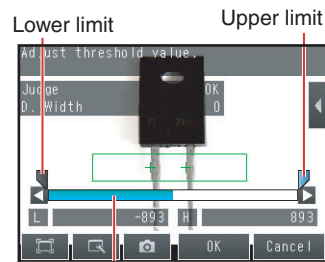 Lower limit
Upper limit
Adjust threshold value.
Judge OK
D. Width 0
L -893 H 893
OK Cancel